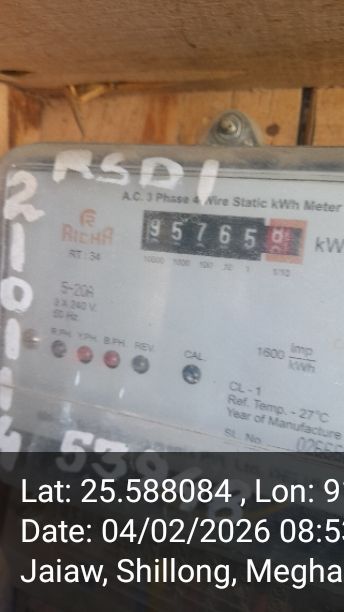 RSDI
A.C. 3 Phase 4 Wire Static kWh Meter
RICHA
RT : 34
95765 8 kW
10000 1000 100 10 1 1/10
5-20A
3 X 240 V.
50 Hz.
R.PH. Y.PH. B.PH. REV. CAL.
1600 Imp
kWh
CL - 1
Ref. Temp. - 27°C
Year of Manufacture
SL. No.
Lat: 25.588084 , Lon: 9
Date: 04/02/2026 08:5
Jaiaw, Shillong, Megha